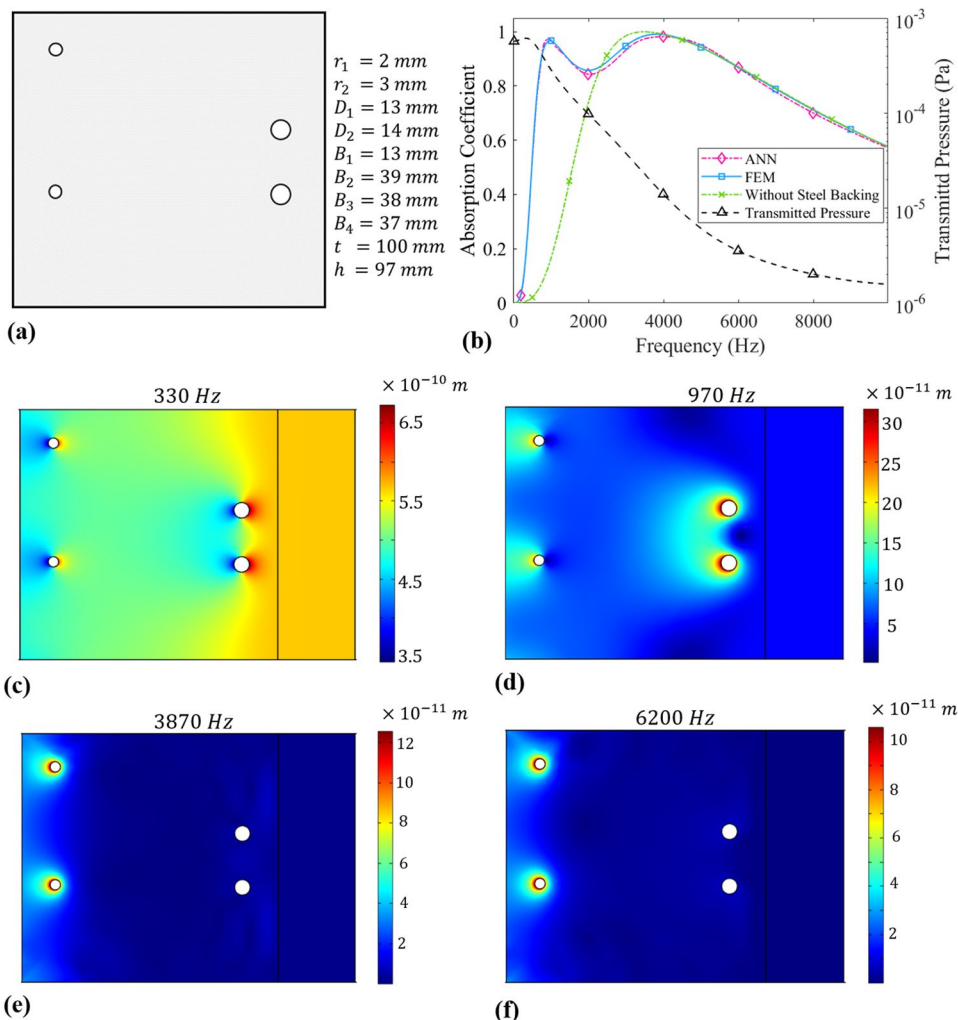 r₁ = 2 mm
r₂ = 3 mm
D₁ = 13 mm
D₂ = 14 mm
B₁ = 13 mm
B₂ = 39 mm
B₃ = 38 mm
B₄ = 37 mm
t = 100 mm
h = 97 mm
(a)
Absorption Coefficient
1
0.8
0.6
0.4
0.2
0
0 2000 4000 6000 8000
Frequency (Hz)
10⁻³
10⁻⁴
10⁻⁵
10⁻⁶
Transmittd Pressure (Pa)
ANN
FEM
Without Steel Backing
Transmitted Pressure
(b)
330 Hz
× 10⁻¹⁰ m
6.5
5.5
4.5
3.5
(c)
970 Hz
× 10⁻¹¹ m
30
25
20
15
10
5
(d)
3870 Hz
× 10⁻¹¹ m
12
10
8
6
4
2
(e)
6200 Hz
× 10⁻¹¹ m
10
8
6
4
2
(f)